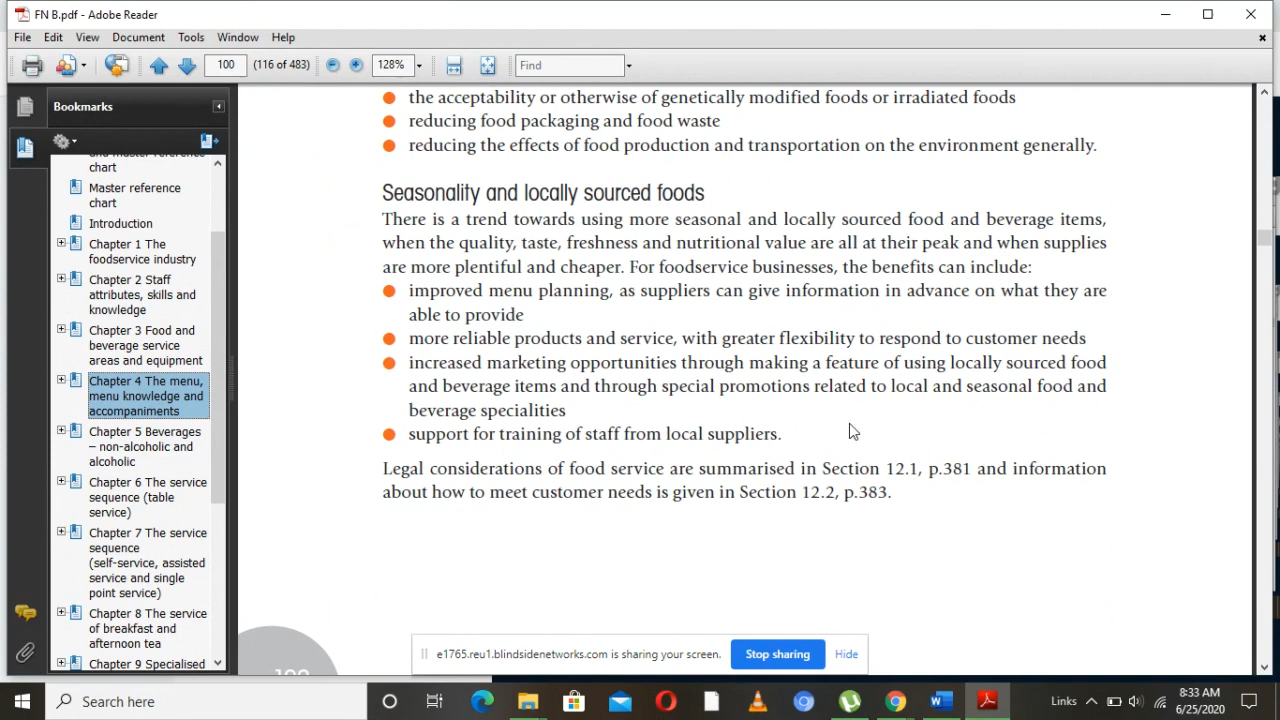 FN B.pdf - Adobe Reader
File Edit View Document Tools Window Help
100 (116 of 483) 128% Find
Bookmarks
and master reference
chart
Master reference
chart
Introduction
Chapter 1 The
foodservice industry
Chapter 2 Staff
attributes, skills and
knowledge
Chapter 3 Food and
beverage service
areas and equipment
Chapter 4 The menu,
menu knowledge and
accompaniments
Chapter 5 Beverages
– non-alcoholic and
alcoholic
Chapter 6 The service
sequence (table
service)
Chapter 7 The service
sequence
(self-service, assisted
service and single
point service)
Chapter 8 The service
of breakfast and
afternoon tea
Chapter 9 Specialised
the acceptability or otherwise of genetically modified foods or irradiated foods
reducing food packaging and food waste
reducing the effects of food production and transportation on the environment generally.
Seasonality and locally sourced foods
There is a trend towards using more seasonal and locally sourced food and beverage items,
when the quality, taste, freshness and nutritional value are all at their peak and when supplies
are more plentiful and cheaper. For foodservice businesses, the benefits can include:
improved menu planning, as suppliers can give information in advance on what they are
able to provide
more reliable products and service, with greater flexibility to respond to customer needs
increased marketing opportunities through making a feature of using locally sourced food
and beverage items and through special promotions related to local and seasonal food and
beverage specialities
support for training of staff from local suppliers.
Legal considerations of food service are summarised in Section 12.1, p.381 and information
about how to meet customer needs is given in Section 12.2, p.383.
100
e1765.reu1.blindsidenetworks.com is sharing your screen. Stop sharing Hide
Search here
Links
8:33 AM
6/25/2020